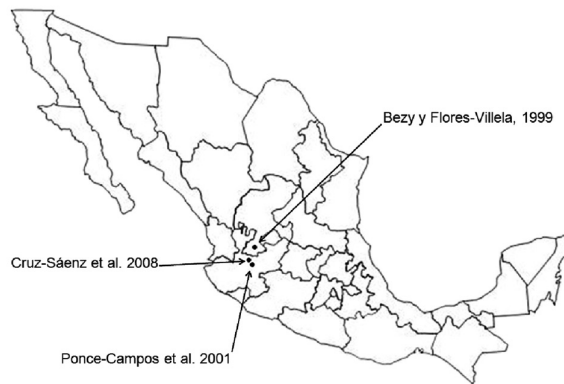 Bezy y Flores-Villela, 1999
Cruz-Sáenz et al. 2008
Ponce-Campos et al. 2001